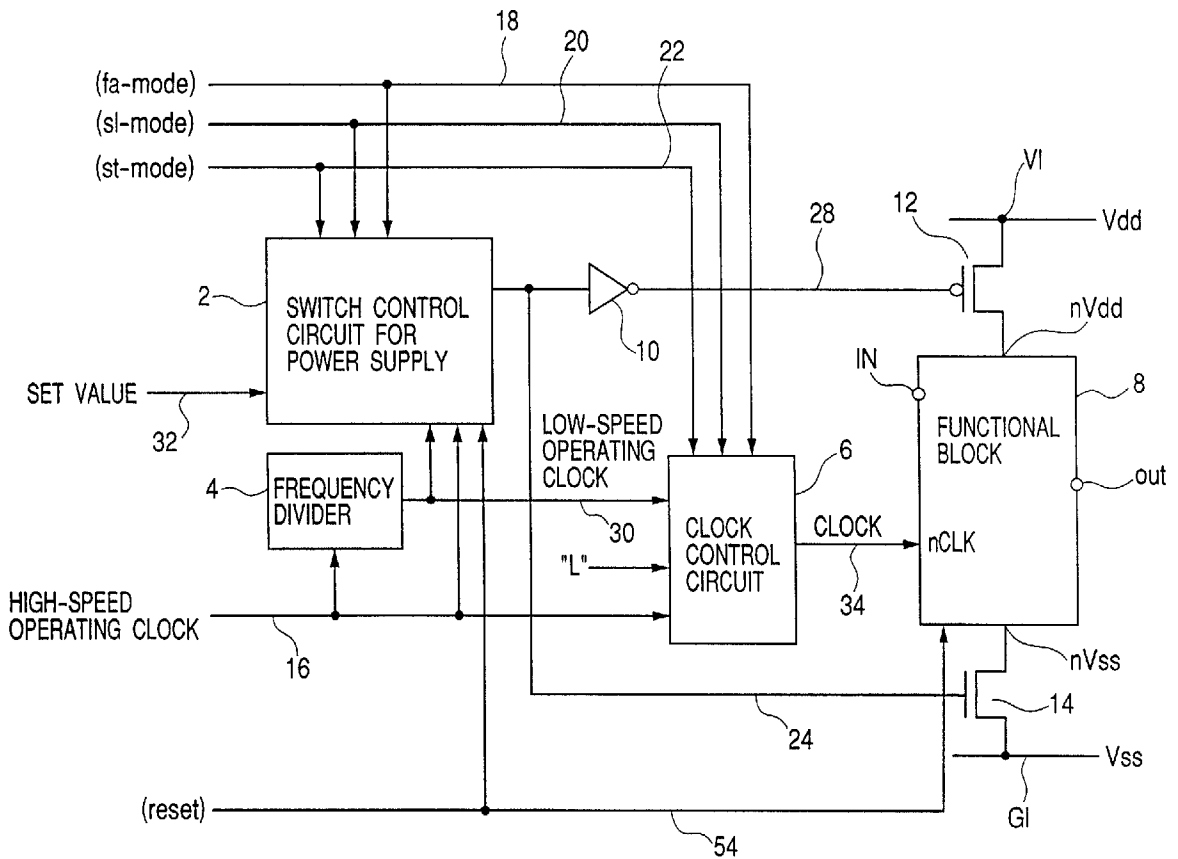 18
20
22
(fa-mode)
(sl-mode)
(st-mode)
Vl
12
Vdd
28
2
SWITCH CONTROL
CIRCUIT FOR
POWER SUPPLY
10
nVdd
IN
8
SET VALUE
32
LOW-SPEED
OPERATING
CLOCK
6
FUNCTIONAL
BLOCK
out
4
FREQUENCY
DIVIDER
30
CLOCK
CONTROL
CIRCUIT
CLOCK
nCLK
"L"
34
HIGH-SPEED
OPERATING CLOCK
16
nVss
14
24
Vss
Gl
(reset)
54